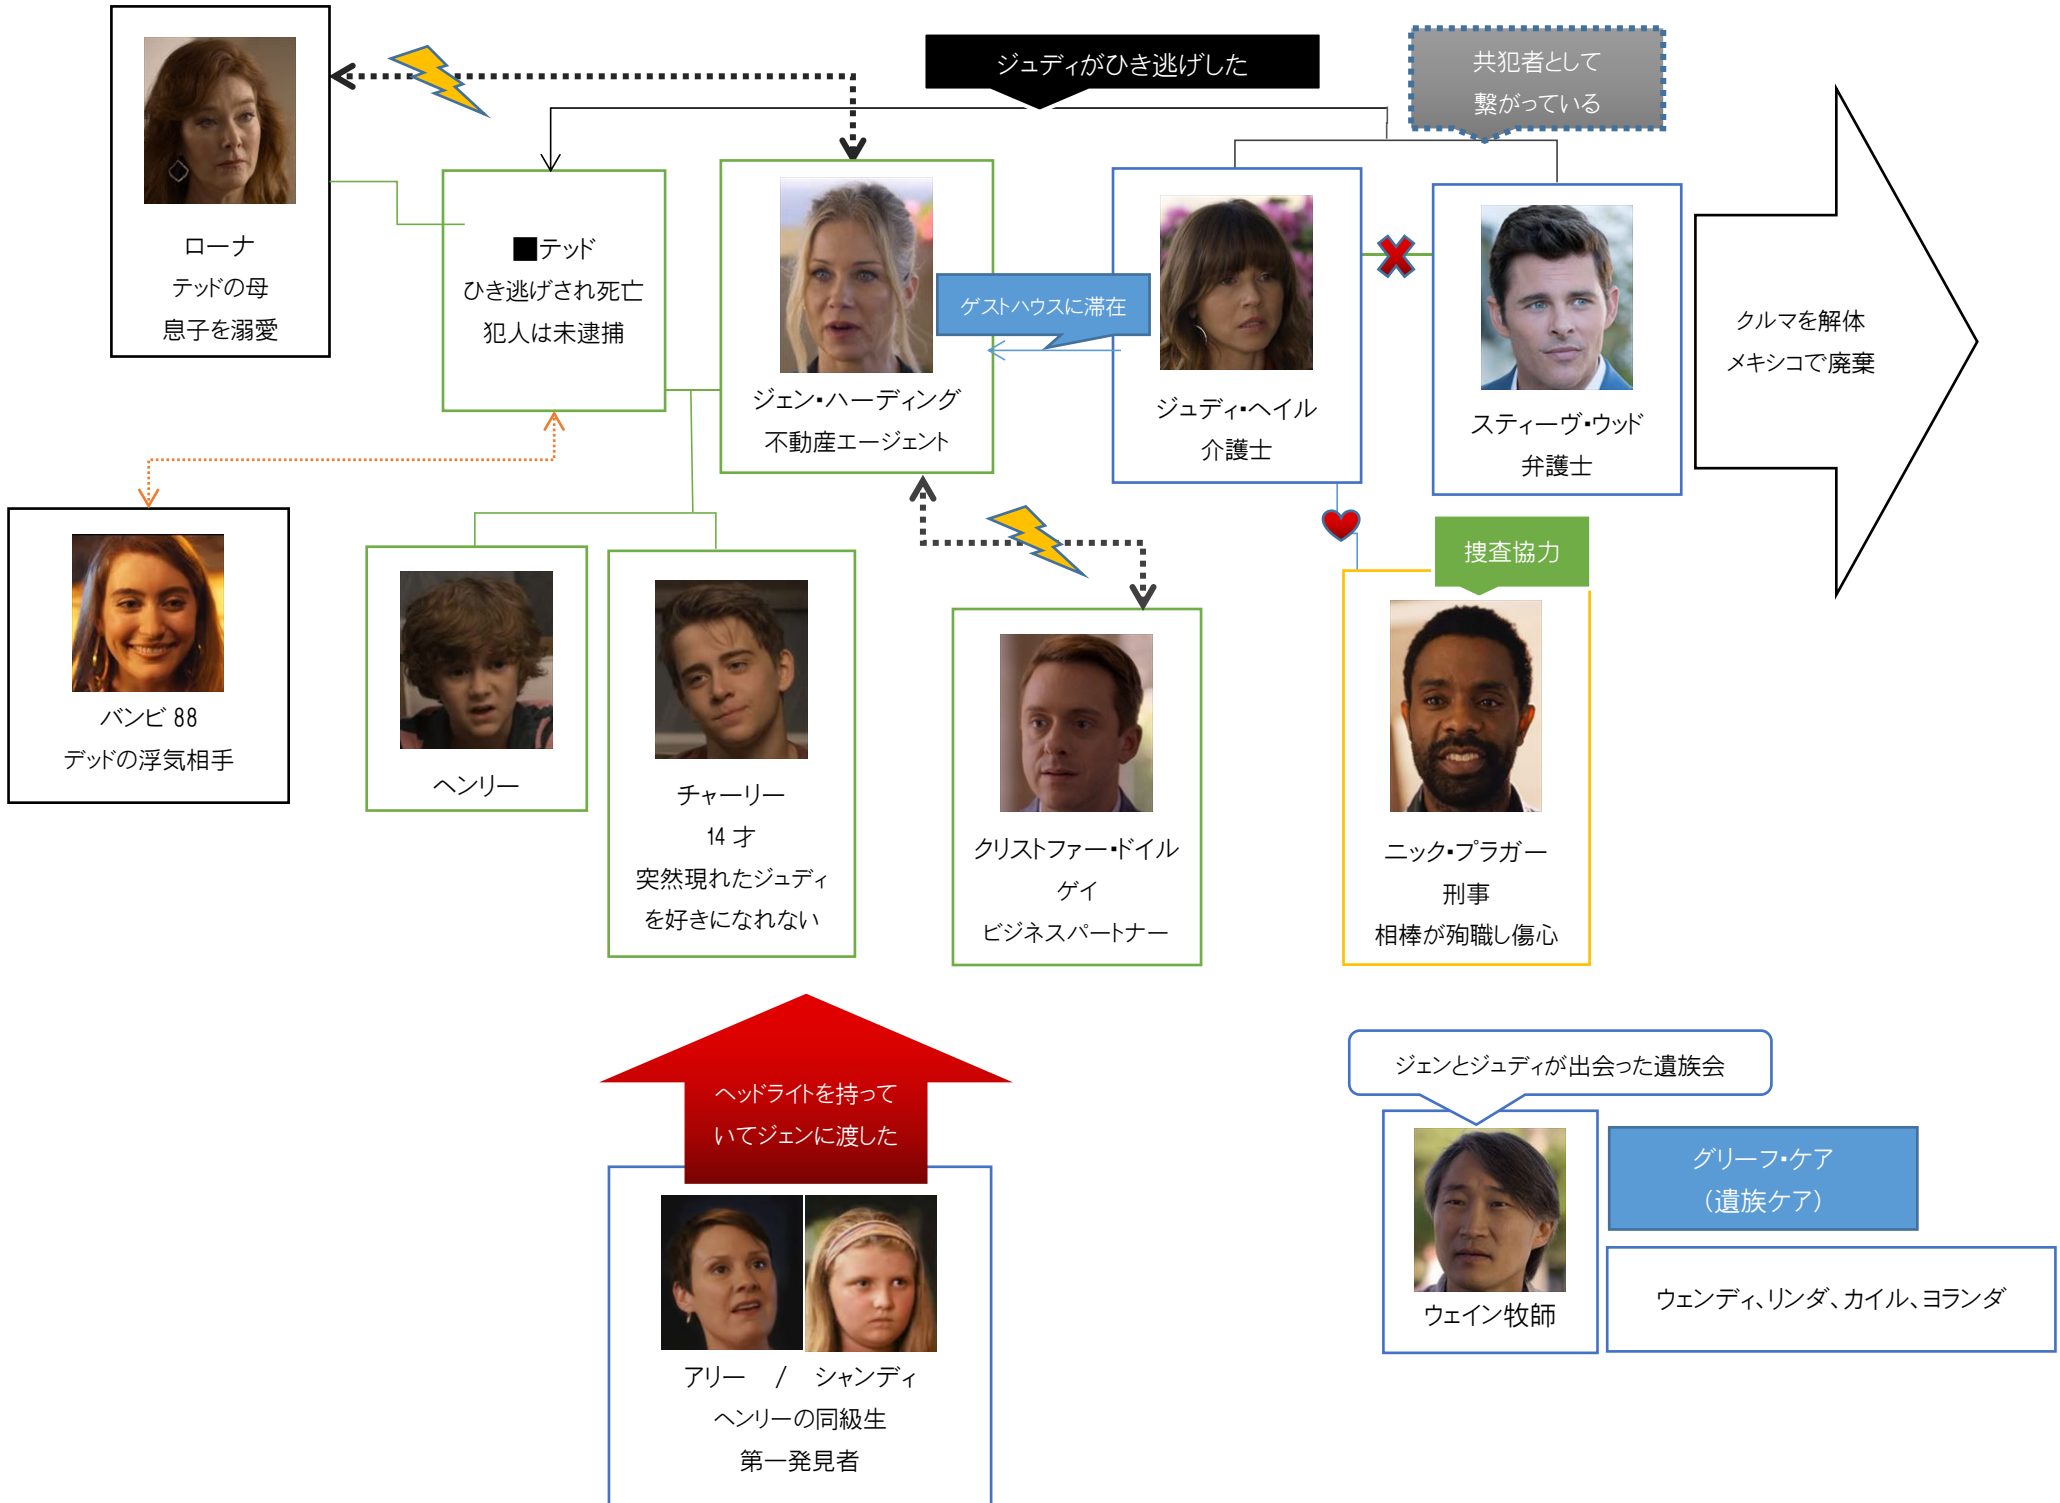 ジュディがひき逃げした
共犯者として
繋がっている
ローナ
テッドの母
息子を溺愛
■テッド
ひき逃げされ死亡
犯人は未逮捕
ジェン・ハーディング
不動産エージェント
ゲストハウスに滞在
ジュディ・ヘイル
介護士
スティーヴ・ウッド
弁護士
クルマを解体
メキシコで廃棄
バンビ 88
デッドの浮気相手
ヘンリー
チャーリー
14 才
突然現れたジュディ
を好きになれない
クリストファー・ドイル
ゲイ
ビジネスパートナー
捜査協力
ニック・プラガー
刑事
相棒が殉職し傷心
ヘッドライトを持って
いてジェンに渡した
アリー / シャンディ
ヘンリーの同級生
第一発見者
ジェンとジュディが出会った遺族会
ウェイン牧師
グリーフ・ケア
（遺族ケア）
ウェンディ、リンダ、カイル、ヨランダ